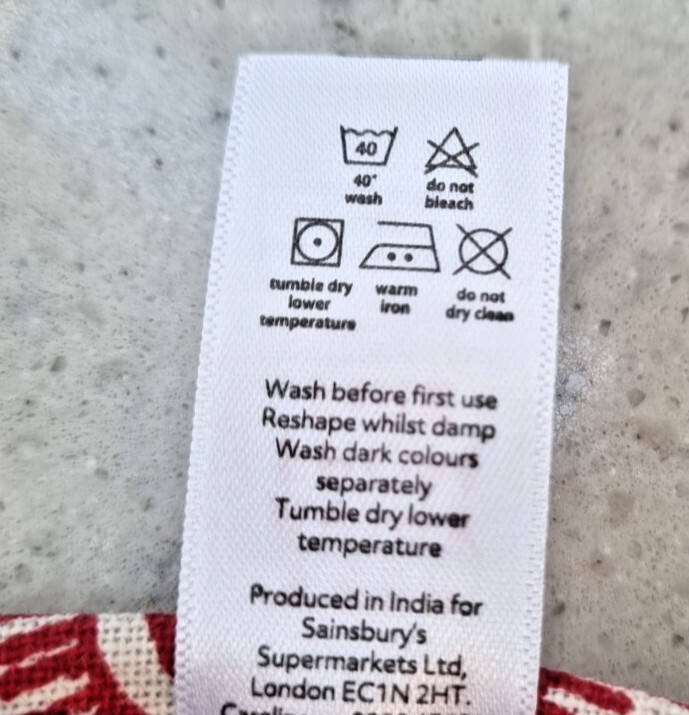 40
40° wash
do not bleach
tumble dry lower temperature
warm iron
do not dry clean
Wash before first use
Reshape whilst damp
Wash dark colours
separately
Tumble dry lower
temperature
Produced in India for
Sainsbury's
Supermarkets Ltd,
London EC1N 2HT.